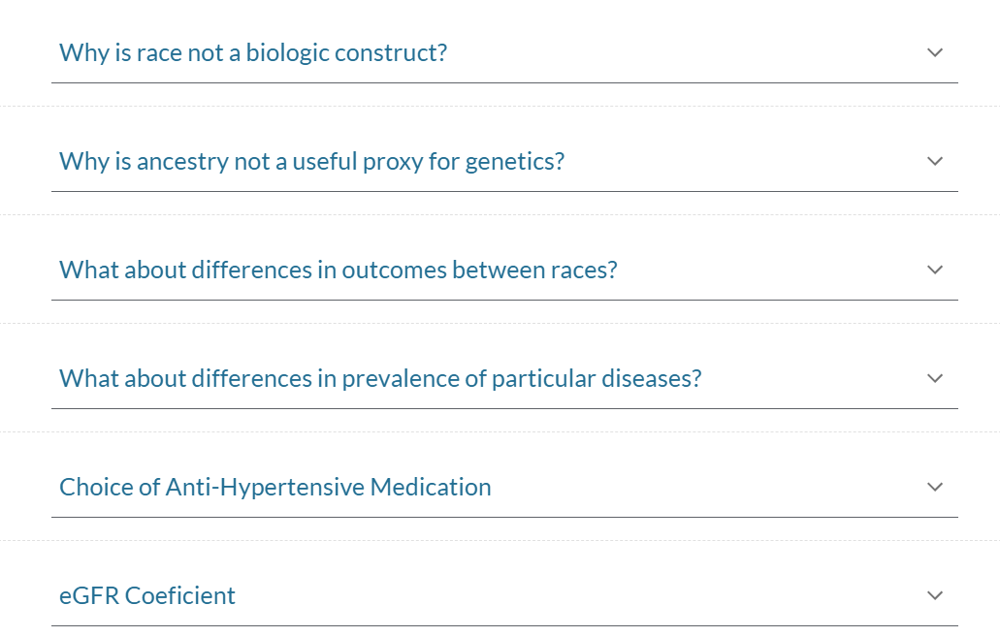 Why is race not a biologic construct?
Why is ancestry not a useful proxy for genetics?
What about differences in outcomes between races?
What about differences in prevalence of particular diseases?
Choice of Anti-Hypertensive Medication
eGFR Coeficient